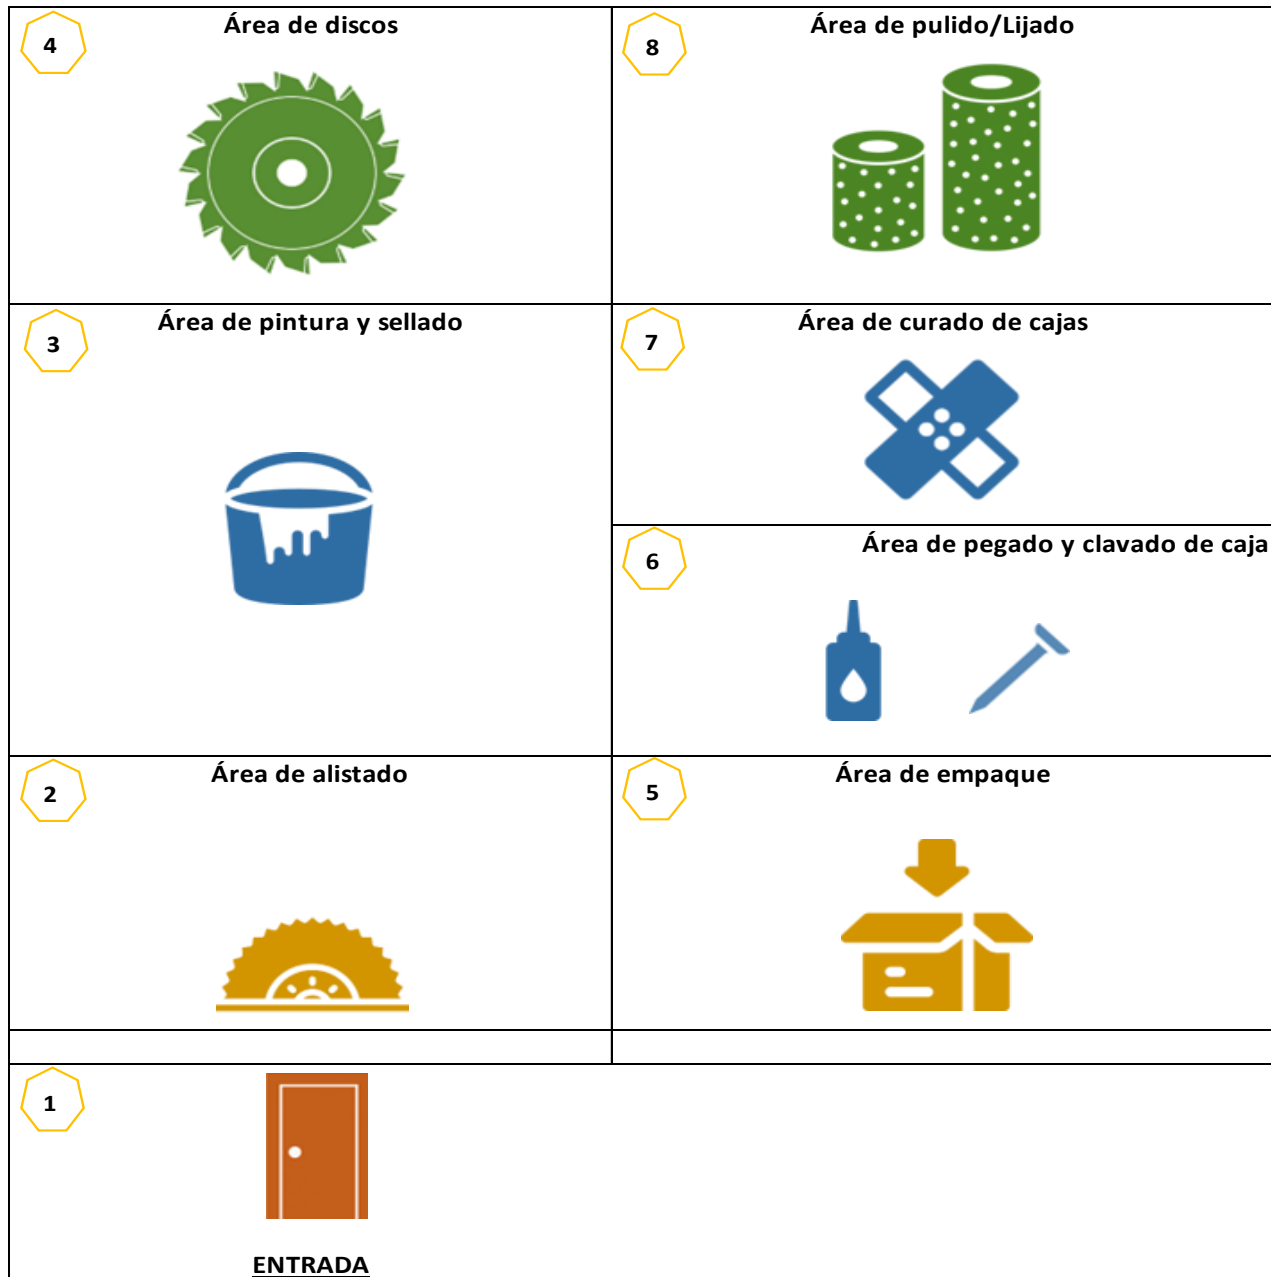 4
Área de discos
8
Área de pulido/Lijado
3
Área de pintura y sellado
7
Área de curado de cajas
6
Área de pegado y clavado de caja
2
Área de alistado
5
Área de empaque
1
ENTRADA